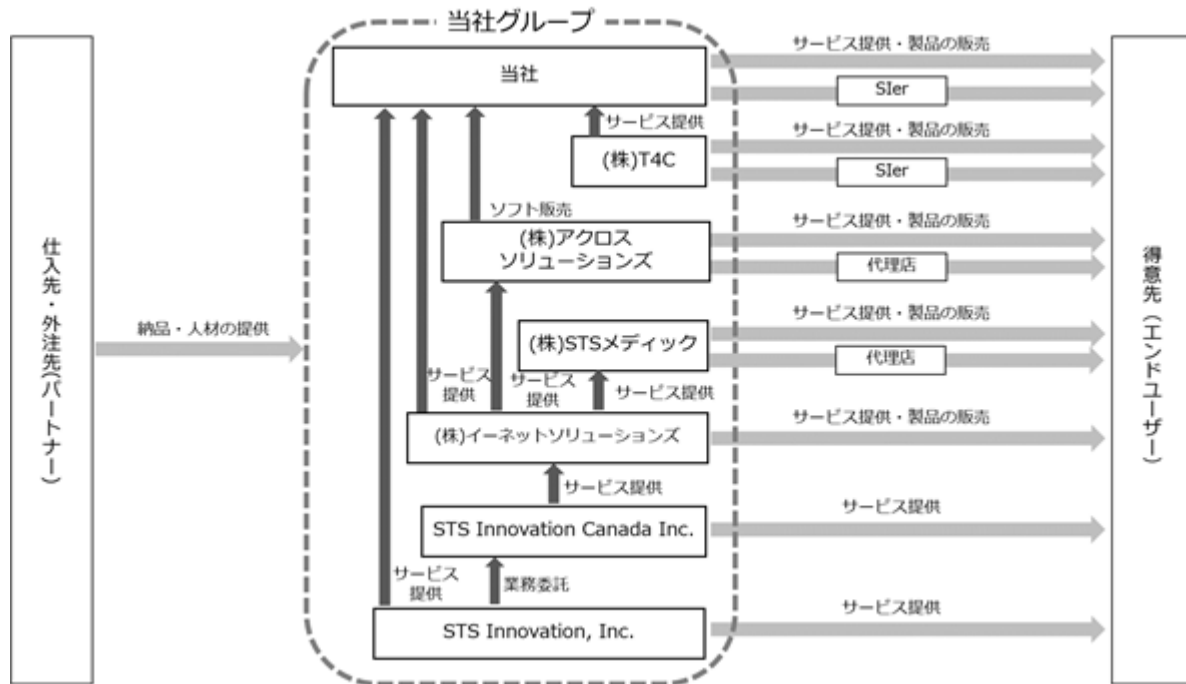 当社グループ
当社
サービス提供・製品の販売
SIer
サービス提供
(株)T4C
サービス提供・製品の販売
SIer
ソフト販売
(株)アクロス
ソリューションズ
サービス提供・製品の販売
代理店
仕入先・外注先(パートナー)
納品・人材の提供
得意先(エンドユーザー)
(株)STSメディック
サービス提供・製品の販売
代理店
サービス
提供
サービス
提供
サービス提供
(株)イーネットソリューションズ
サービス提供・製品の販売
サービス提供
STS Innovation Canada Inc.
サービス提供
サービス
提供
業務委託
STS Innovation, Inc.
サービス提供